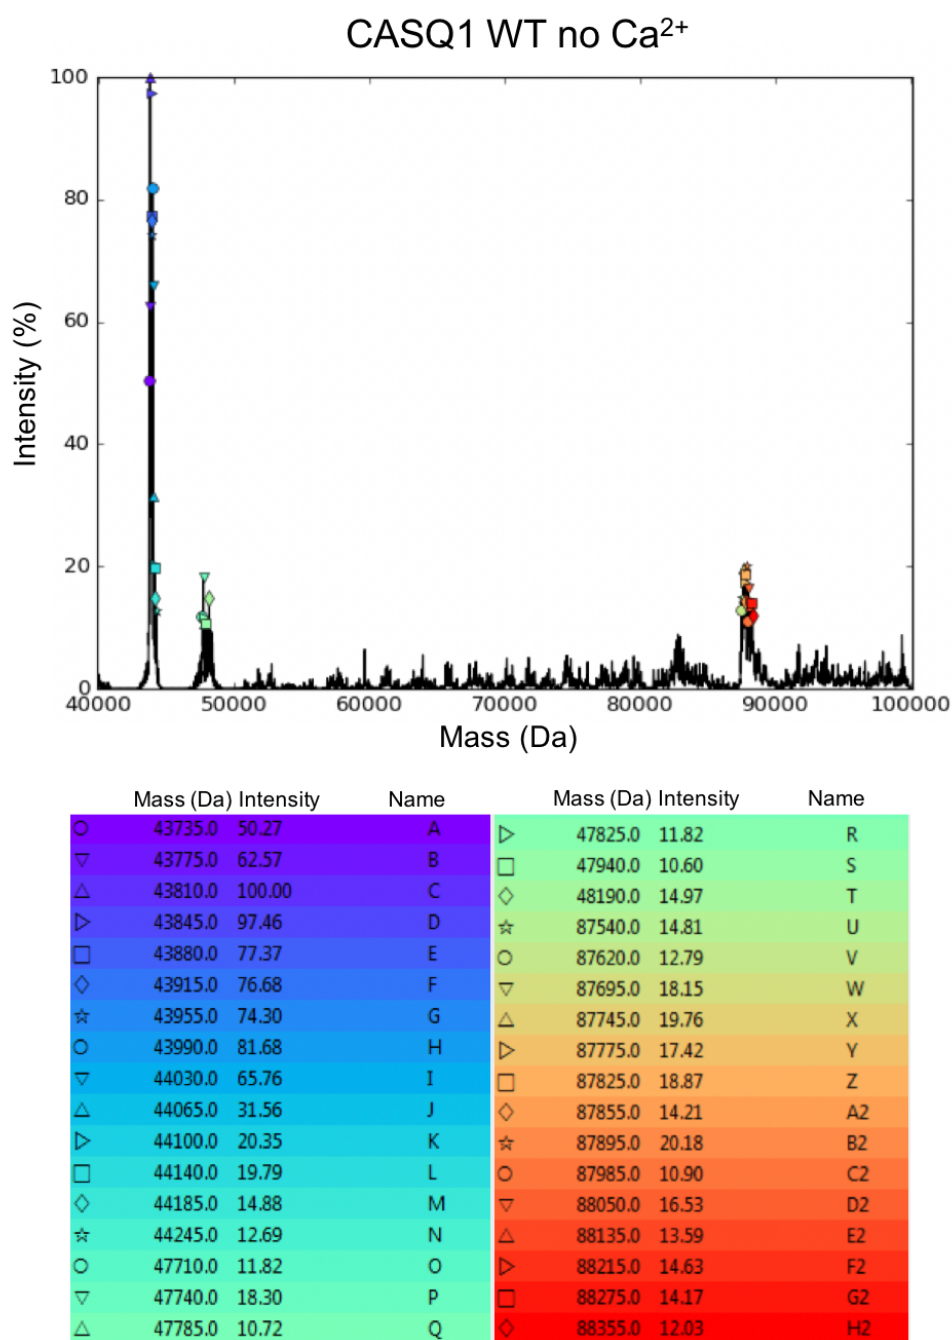 CASQ1 WT no Ca²⁺
100
80
60
40
20
0
Intensity (%)
40000 50000 60000 70000 80000 90000 100000
Mass (Da)
Mass (Da) Intensity Name
43735.0 50.27 A
43775.0 62.57 B
43810.0 100.00 C
43845.0 97.46 D
43880.0 77.37 E
43915.0 76.68 F
43955.0 74.30 G
43990.0 81.68 H
44030.0 65.76 I
44065.0 31.56 J
44100.0 20.35 K
44140.0 19.79 L
44185.0 14.88 M
44245.0 12.69 N
47710.0 11.82 O
47740.0 18.30 P
47785.0 10.72 Q
Mass (Da) Intensity Name
47825.0 11.82 R
47940.0 10.60 S
48190.0 14.97 T
87540.0 14.81 U
87620.0 12.79 V
87695.0 18.15 W
87745.0 19.76 X
87775.0 17.42 Y
87825.0 18.87 Z
87855.0 14.21 A2
87895.0 20.18 B2
87985.0 10.90 C2
88050.0 16.53 D2
88135.0 13.59 E2
88215.0 14.63 F2
88275.0 14.17 G2
88355.0 12.03 H2